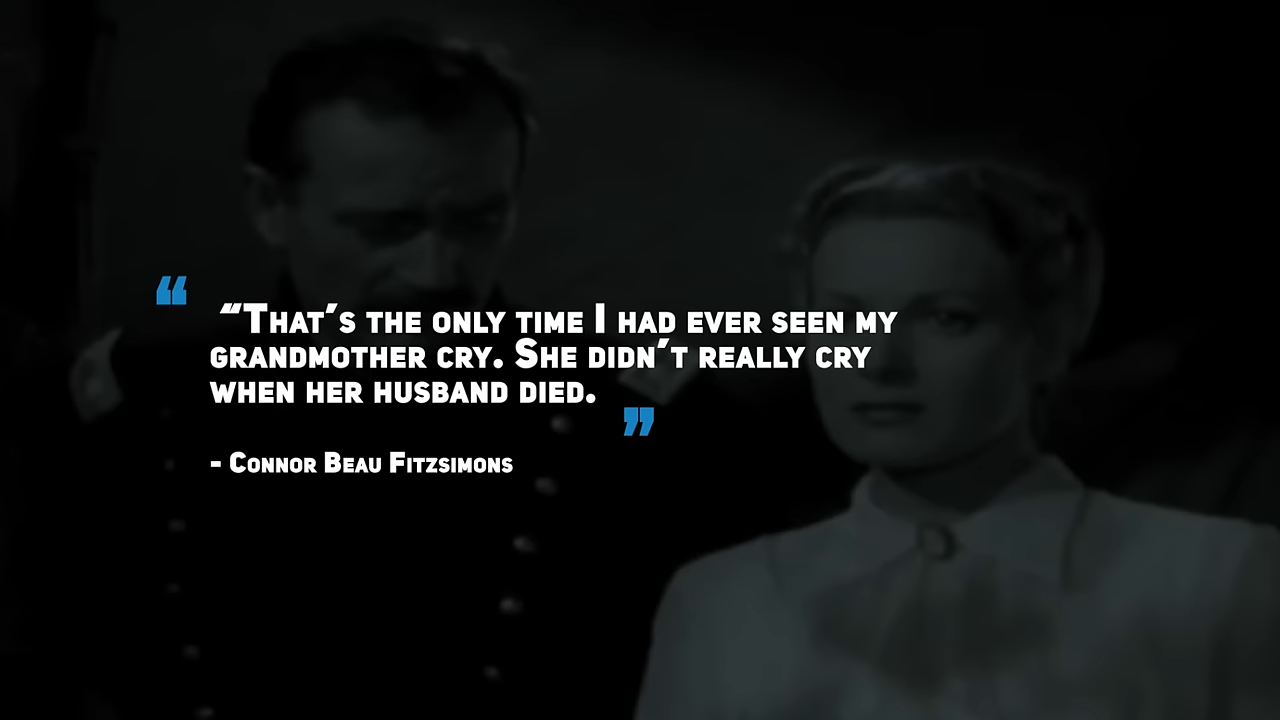 “
“That’s the only time I had ever seen my
grandmother cry. She didn’t really cry
when her husband died.
”
- Connor Beau Fitzsimons